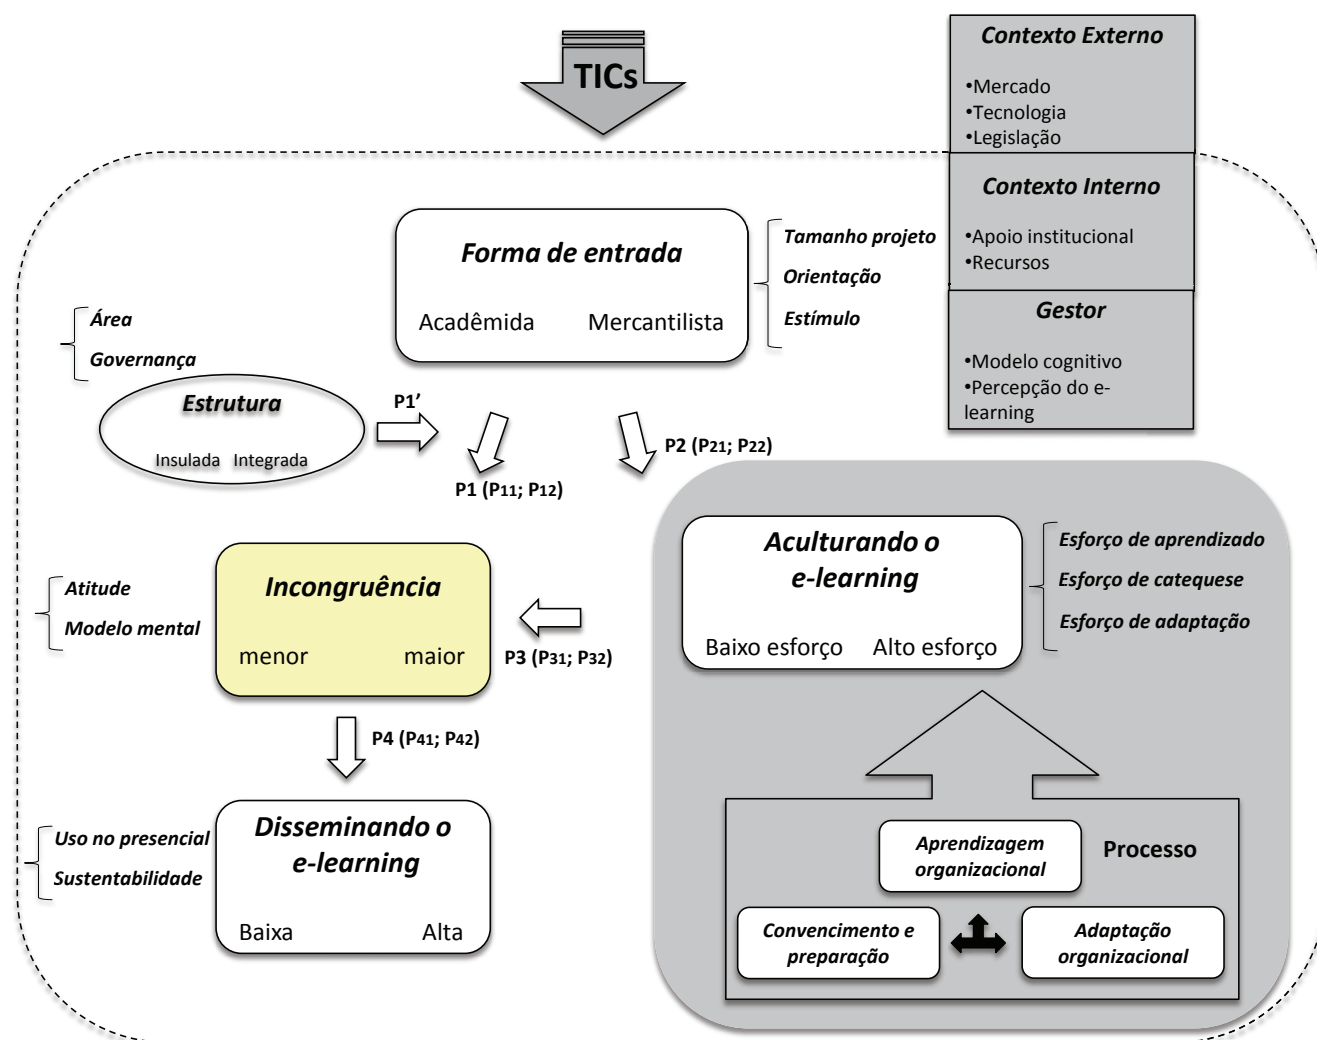 TICs
Contexto Externo
•Mercado
•Tecnologia
•Legislação
Contexto Interno
•Apoio institucional
•Recursos
Gestor
•Modelo cognitivo
•Percepção do e-
learning
Forma de entrada
Acadêmida Mercantilista
Tamanho projeto
Orientação
Estímulo
Área
Governança
Estrutura
Insulada Integrada
P1’
P1 (P11; P12)
P2 (P21; P22)
Aculturando o
e-learning
Baixo esforço Alto esforço
Esforço de aprendizado
Esforço de catequese
Esforço de adaptação
Incongruência
menor maior
Atitude
Modelo mental
P3 (P31; P32)
P4 (P41; P42)
Disseminando o
e-learning
Baixa Alta
Uso no presencial
Sustentabilidade
Processo
Aprendizagem
organizacional
Convencimento e
preparação
Adaptação
organizacional